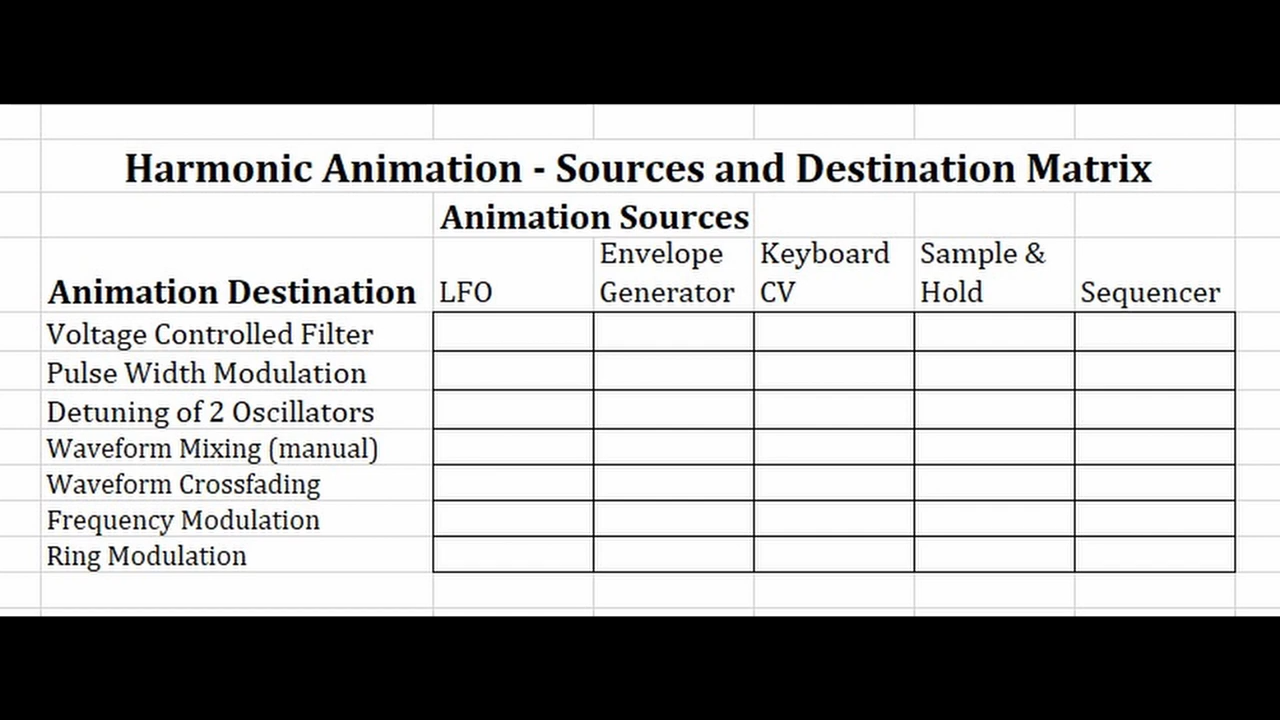 Harmonic Animation - Sources and Destination Matrix
Animation Sources
Animation Destination LFO Envelope Generator Keyboard CV Sample & Hold Sequencer
Voltage Controlled Filter
Pulse Width Modulation
Detuning of 2 Oscillators
Waveform Mixing (manual)
Waveform Crossfading
Frequency Modulation
Ring Modulation